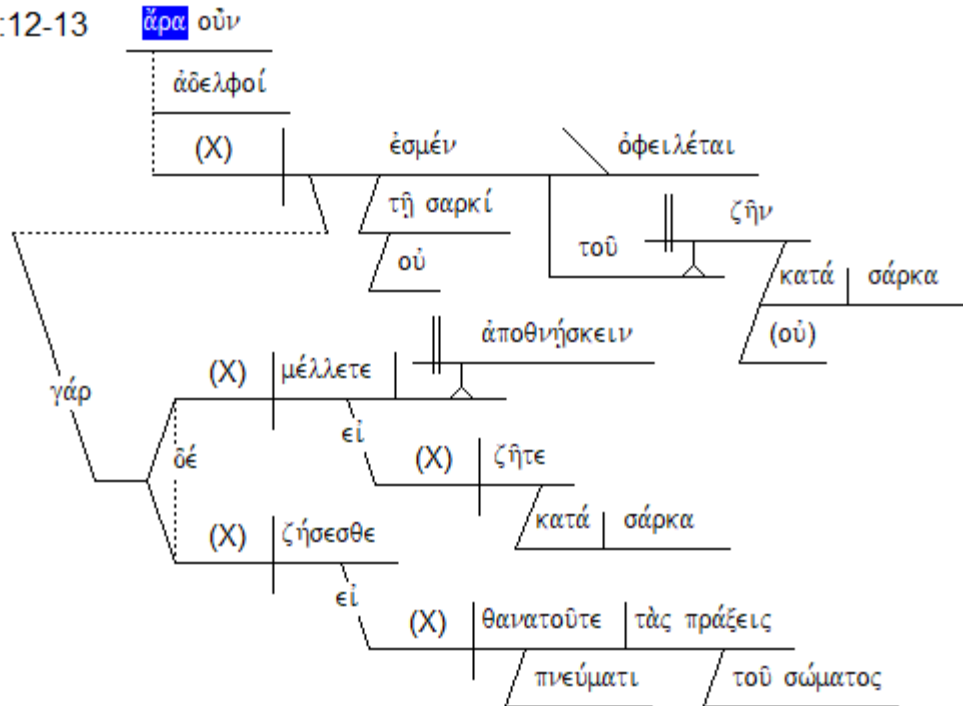 :12-13 ἄρα οὖν
ἀδελφοί
(X) ἐσμέν ὀφειλέται
τῇ σαρκί ζῆν
οὐ τοῦ κατά σάρκα
(οὐ)
ἀποθνῄσκειν
(X) μέλλετε
γάρ
εἰ
δέ (X) ζῆτε
κατά σάρκα
(X) ζήσεσθε
εἰ
(X) θανατοῦτε τὰς πράξεις
πνεύματι τοῦ σώματος